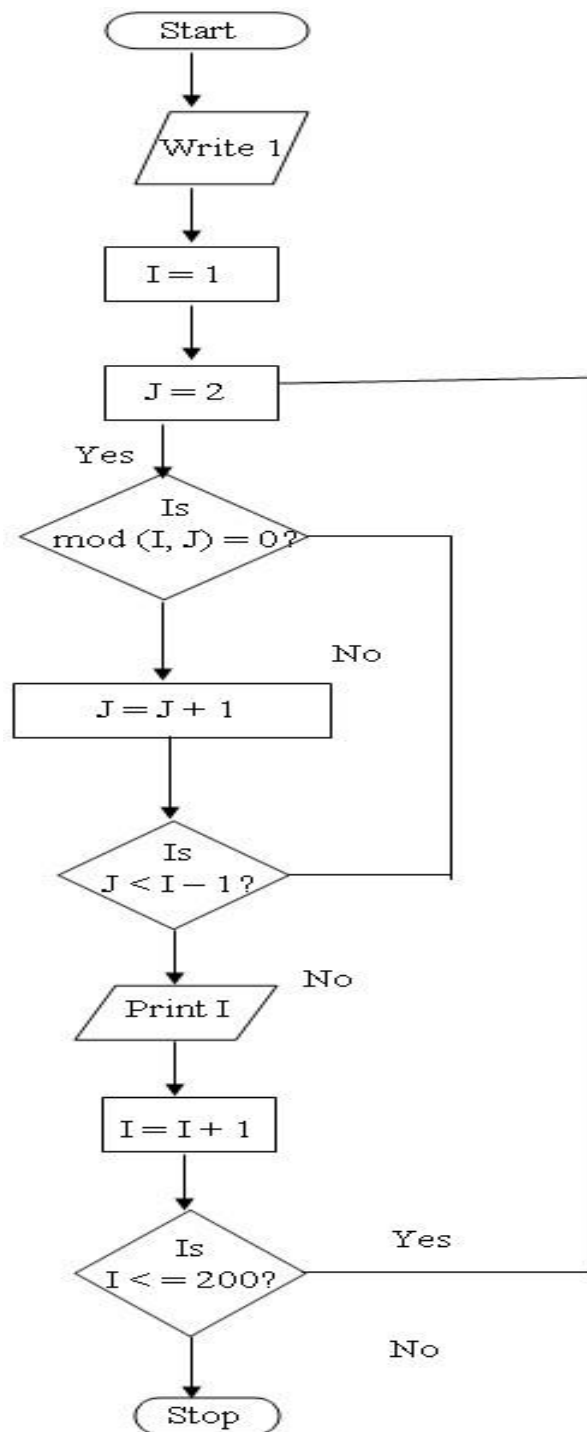 Start
Write 1
I = 1
J = 2
Yes
Is
mod (I, J) = 0?
No
J = J + 1
Is
J < I – 1?
No
Print I
I = I + 1
Yes
Is
I < = 200?
No
Stop